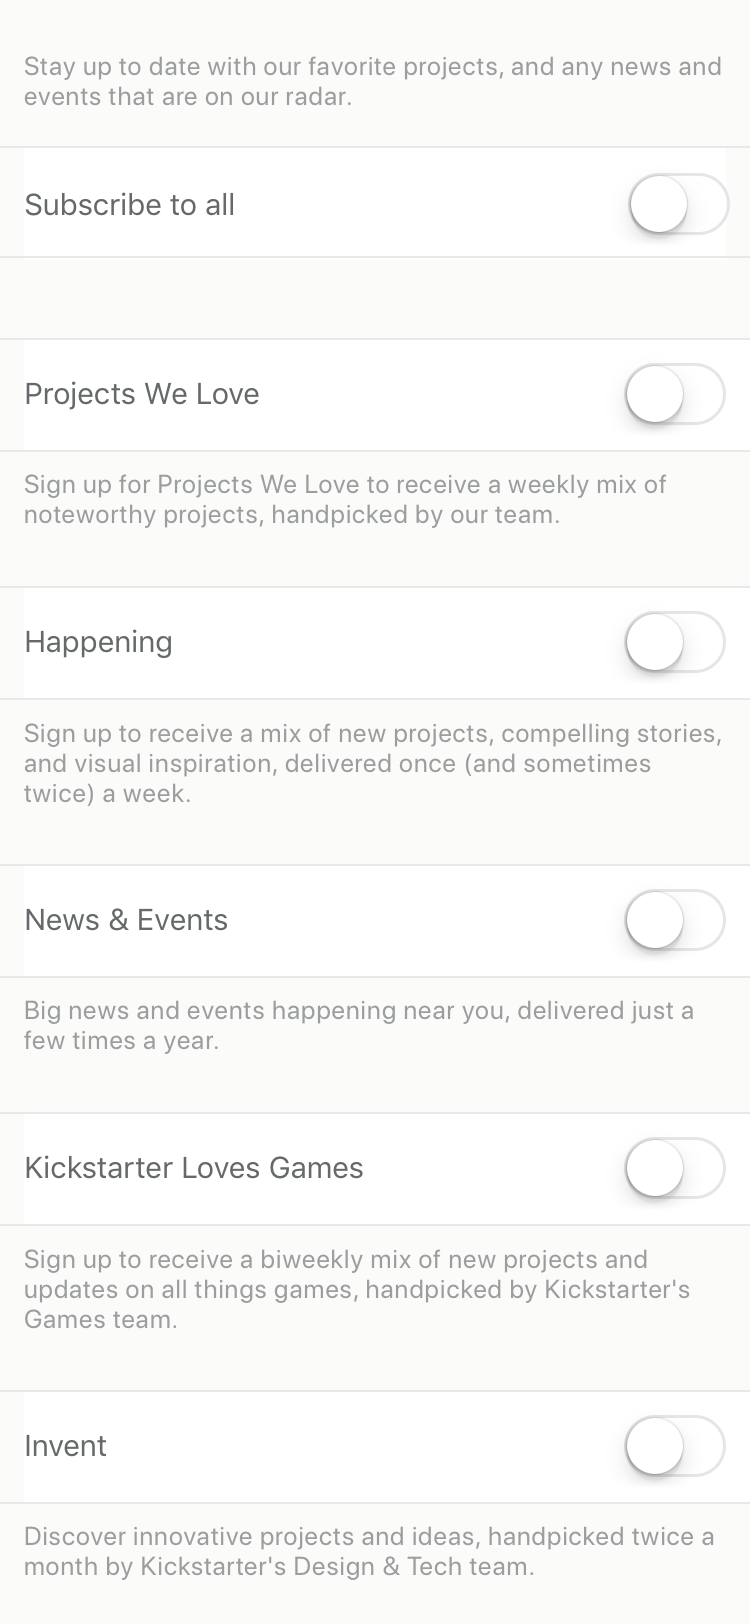 Stay up to date with our favorite projects, and any news and
events that are on our radar.
Subscribe to all
Projects We Love
Sign up for Projects We Love to receive a weekly mix of
noteworthy projects, handpicked by our team.
Happening
Sign up to receive a mix of new projects, compelling stories,
and visual inspiration, delivered once (and sometimes
twice) a week.
News & Events
Big news and events happening near you, delivered just a
few times a year.
Kickstarter Loves Games
Sign up to receive a biweekly mix of new projects and
updates on all things games, handpicked by Kickstarter's
Games team.
Invent
Discover innovative projects and ideas, handpicked twice a
month by Kickstarter's Design & Tech team.